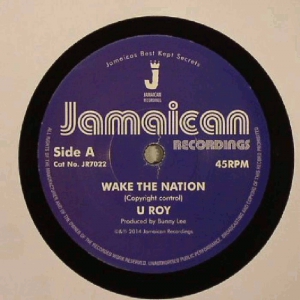 Jamaicas Best Kept Secrets
J
JAMAICAN
RECORDINGS
Jamaican
RECORDINGS
Side A
Cat No. JR7022
45RPM
WAKE THE NATION
(Copyright control)
U ROY
Produced by Bunny Lee
2014 Jamaican Recordings